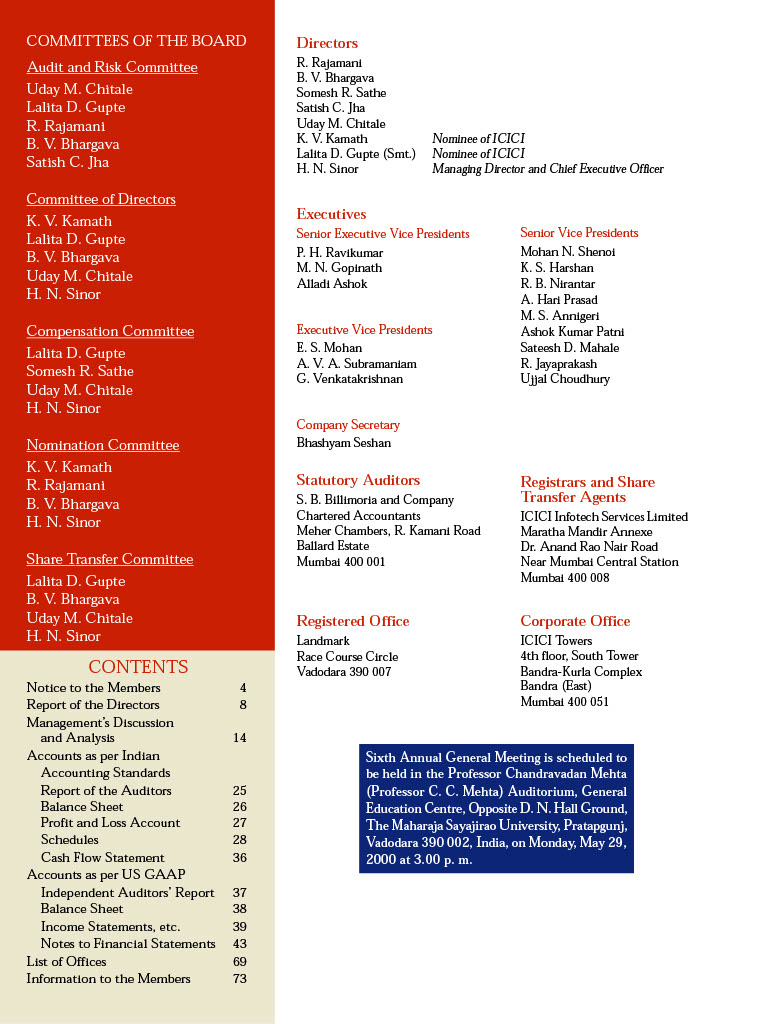 COMMITTEES OF THE BOARD
Audit and Risk Committee
Uday M. Chitale
Lalita D. Gupte
R. Rajamani
B. V. Bhargava
Satish C. Jha
Committee of Directors
K. V. Kamath
Lalita D. Gupte
B. V. Bhargava
Uday M. Chitale
H. N. Sinor
Compensation Committee
Lalita D. Gupte
Somesh R. Sathe
Uday M. Chitale
H. N. Sinor
Nomination Committee
K. V. Kamath
R. Rajamani
B. V. Bhargava
H. N. Sinor
Share Transfer Committee
Lalita D. Gupte
B. V. Bhargava
Uday M. Chitale
H. N. Sinor
CONTENTS
Notice to the Members 4
Report of the Directors 8
Management's Discussion
and Analysis 14
Accounts as per Indian
Accounting Standards
Report of the Auditors 25
Balance Sheet 26
Profit and Loss Account 27
Schedules 28
Cash Flow Statement 36
Accounts as per US GAAP
Independent Auditors' Report 37
Balance Sheet 38
Income Statements, etc. 39
Notes to Financial Statements 43
List of Offices 69
Information to the Members 73
Directors
R. Rajamani
B. V. Bhargava
Somesh R. Sathe
Satish C. Jha
Uday M. Chitale
K. V. Kamath Nominee of ICICI
Lalita D. Gupte (Smt.) Nominee of ICICI
H. N. Sinor Managing Director and Chief Executive Officer
Executives
Senior Executive Vice Presidents
P. H. Ravikumar
M. N. Gopinath
Alladi Ashok
Executive Vice Presidents
E. S. Mohan
A. V. A. Subramaniam
G. Venkatakrishnan
Company Secretary
Bhashyam Seshan
Senior Vice Presidents
Mohan N. Shenoi
K. S. Harshan
R. B. Nirantar
A. Hari Prasad
M. S. Annigeri
Ashok Kumar Patni
Sateesh D. Mahale
R. Jayaprakash
Ujjal Choudhury
Statutory Auditors
S. B. Billimoria and Company
Chartered Accountants
Meher Chambers, R. Kamani Road
Ballard Estate
Mumbai 400 001
Registrars and Share
Transfer Agents
ICICI Infotech Services Limited
Maratha Mandir Annexe
Dr. Anand Rao Nair Road
Near Mumbai Central Station
Mumbai 400 008
Registered Office
Landmark
Race Course Circle
Vadodara 390 007
Corporate Office
ICICI Towers
4th floor, South Tower
Bandra-Kurla Complex
Bandra (East)
Mumbai 400 051
Sixth Annual General Meeting is scheduled to
be held in the Professor Chandravadan Mehta
(Professor C. C. Mehta) Auditorium, General
Education Centre, Opposite D. N. Hall Ground,
The Maharaja Sayajirao University, Pratapgunj,
Vadodara 390 002, India, on Monday, May 29,
2000 at 3.00 p. m.